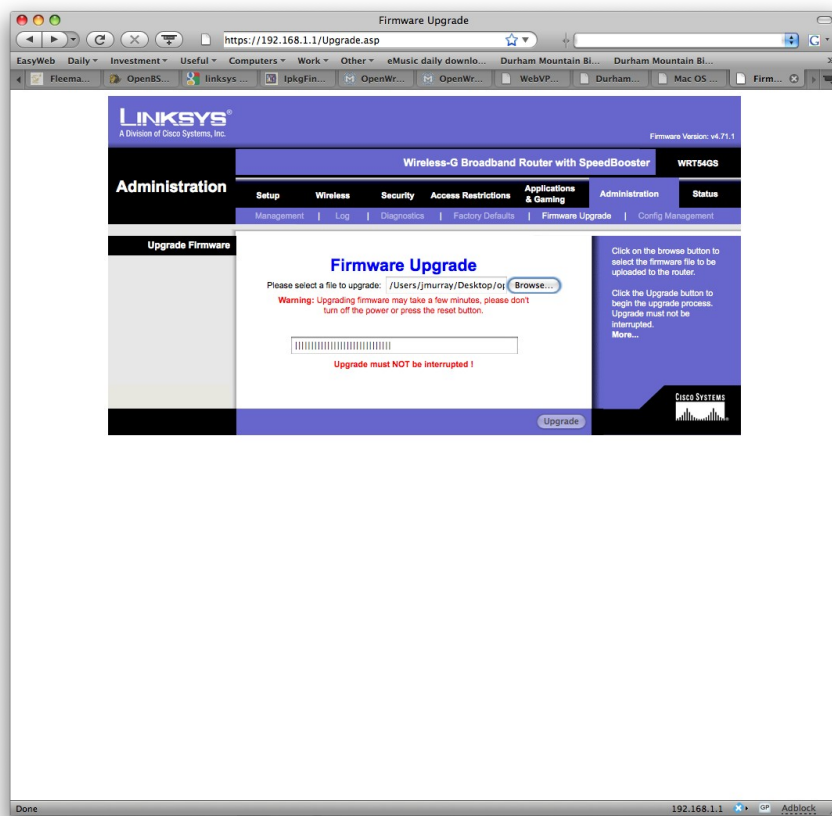 Firmware Upgrade
https://192.168.1.1/Upgrade.asp
EasyWeb Daily Investment Useful Computers Work Other eMusic daily downlo... Durham Mountain Bi... Durham Mountain Bi...
Fleema... OpenBS... linksys ... IpkgFin... OpenWr... OpenWr... WebVP... Durham... Mac OS ... Firm...
LINKSYS®
A Division of Cisco Systems, Inc.
Firmware Version: v4.71.1
Wireless-G Broadband Router with SpeedBooster WRT54GS
Administration
Setup Wireless Security Access Restrictions Applications & Gaming Administration Status
Management | Log | Diagnostics | Factory Defaults | Firmware Upgrade | Config Management
Upgrade Firmware
Firmware Upgrade
Please select a file to upgrade: /Users/jmurray/Desktop/op Browse...
Warning: Upgrading firmware may take a few minutes, please don't
turn off the power or press the reset button.
Upgrade must NOT be interrupted !
Click on the browse button to
select the firmware file to be
uploaded to the router.
Click the Upgrade button to
begin the upgrade process.
Upgrade must not be
interrupted.
More...
CISCO SYSTEMS
Upgrade
Done 192.168.1.1 GP Adblock